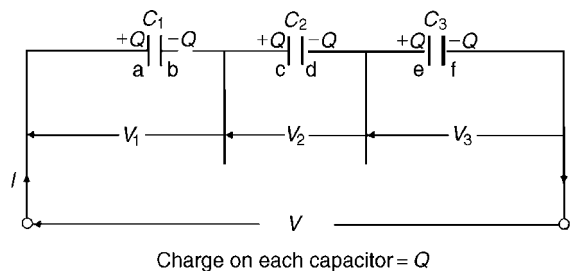 C1 C2 C3
+Q −Q +Q −Q +Q −Q
a b c d e f
V1 V2 V3
I
V
Charge on each capacitor = Q